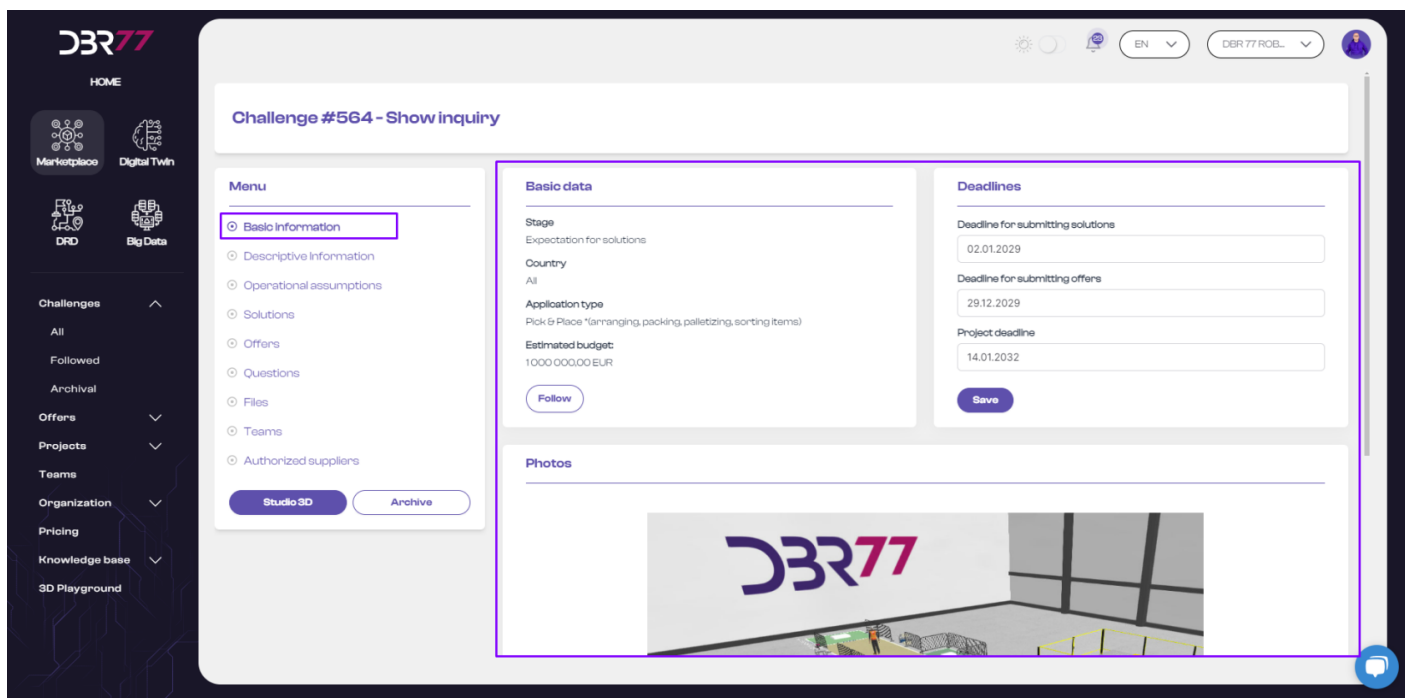 DBR77
HOME
Marketplace
Digital Twin
DRD
Big Data
Challenges
All
Followed
Archival
Offers
Projects
Teams
Organization
Pricing
Knowledge base
3D Playground
23
EN
DBR 77 ROB...
Challenge #564 - Show inquiry
Menu
Basic Information
Descriptive Information
Operational assumptions
Solutions
Offers
Questions
Files
Teams
Authorized suppliers
Studio 3D
Archive
Basic data
Stage
Expectation for solutions
Country
All
Application type
Pick & Place *(arranging, packing, palletizing, sorting items)
Estimated budget:
1 000 000,00 EUR
Follow
Deadlines
Deadline for submitting solutions
02.01.2029
Deadline for submitting offers
29.12.2029
Project deadline
14.01.2032
Save
Photos
DBR77